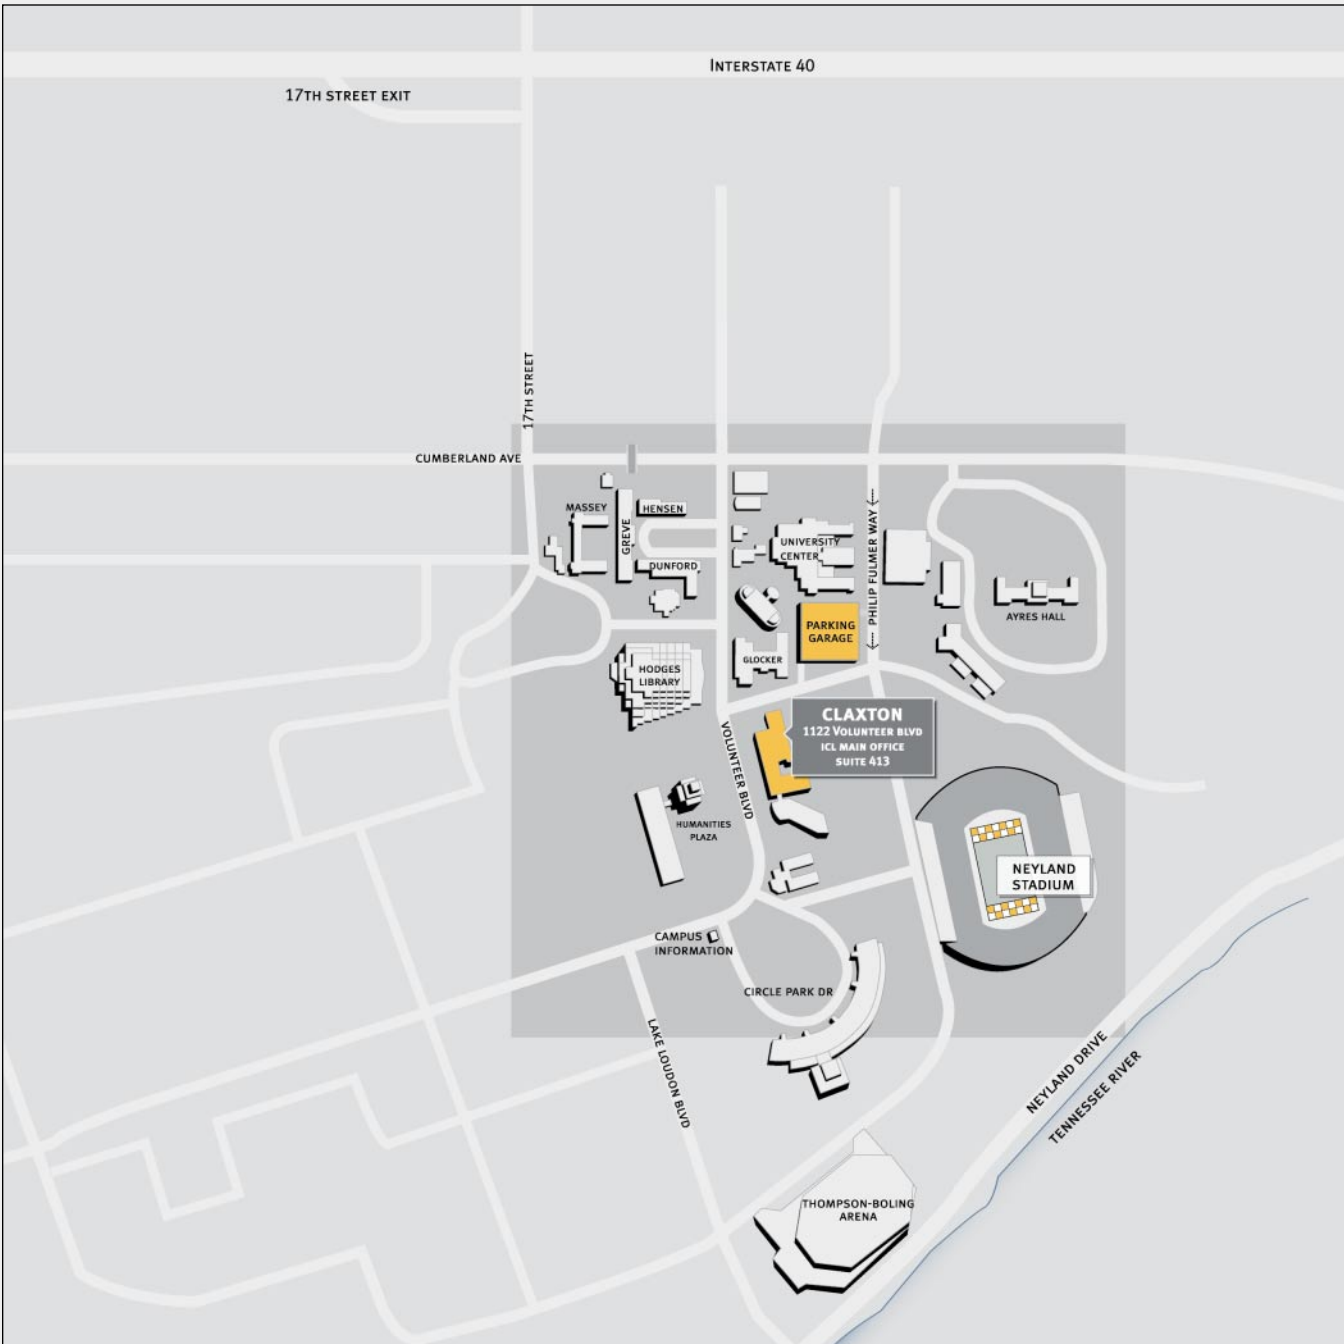 INTERSTATE 40
17TH STREET EXIT
17TH STREET
CUMBERLAND AVE
MASSEY
HENSEN
GREVE
DUNFORD
UNIVERSITY
CENTER
PHILIP FULMER WAY
AYRES HALL
PARKING
GARAGE
GLOCKER
HODGES
LIBRARY
CLAXTON
1122 VOLUNTEER BLVD
ICL MAIN OFFICE
SUITE 413
VOLUNTEER BLVD
HUMANITIES
PLAZA
NEYLAND
STADIUM
CAMPUS
INFORMATION
CIRCLE PARK DR
LAKE LOUDON BLVD
NEYLAND DRIVE
TENNESSEE RIVER
THOMPSON-BOLING
ARENA